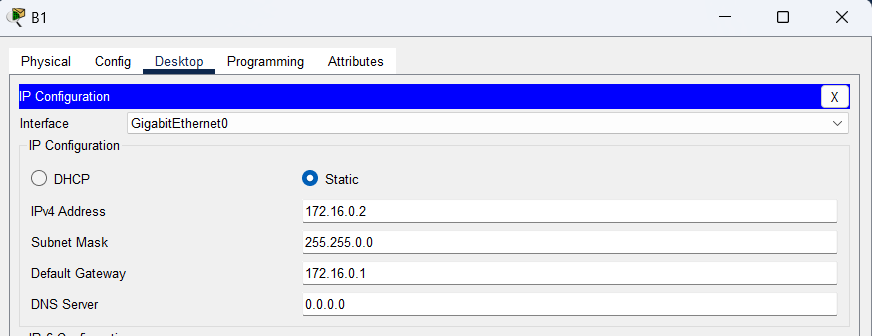 B1
Physical Config Desktop Programming Attributes
IP Configuration X
Interface GigabitEthernet0
IP Configuration
DHCP Static
IPv4 Address 172.16.0.2
Subnet Mask 255.255.0.0
Default Gateway 172.16.0.1
DNS Server 0.0.0.0